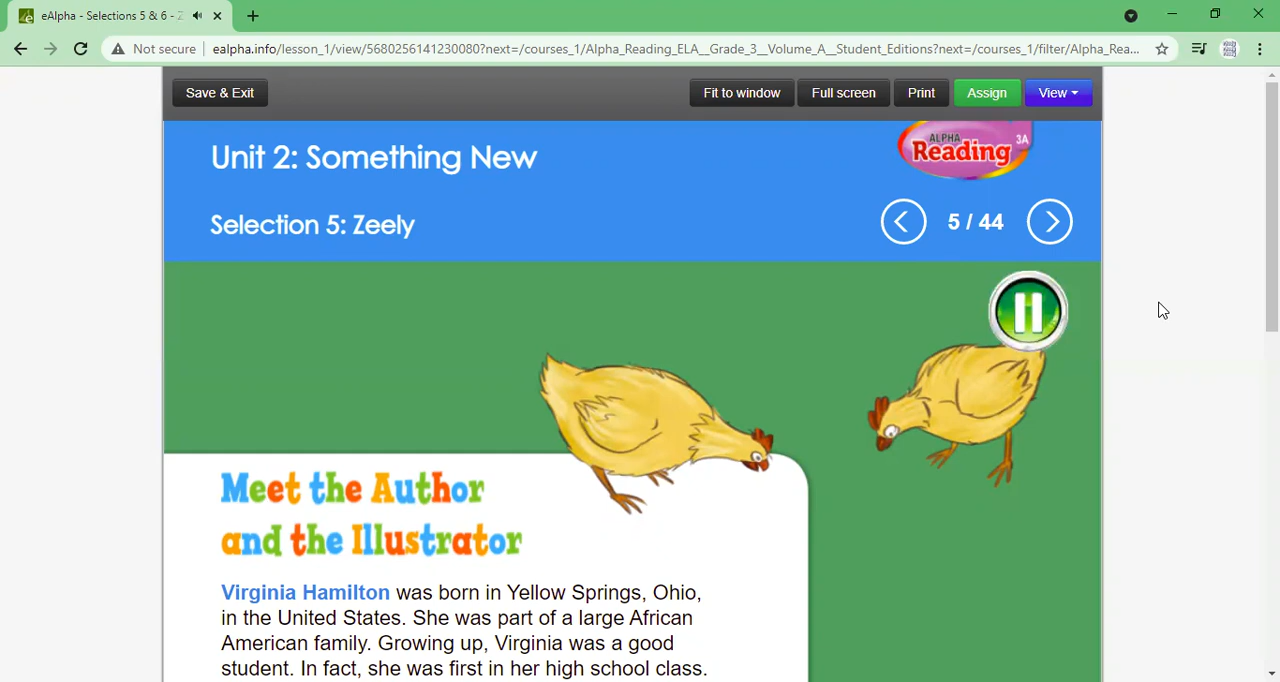 eAlpha - Selections 5 & 6 - Z
Not secure
ealpha.info/lesson_1/view/5680256141230080?next=/courses_1/Alpha_Reading_ELA__Grade_3__Volume_A__Student_Editions?next=/courses_1/filter/Alpha_Rea...
Save & Exit
Fit to window
Full screen
Print
Assign
View
Unit 2: Something New
ALPHA
3A
Reading
Selection 5: Zeely
5 / 44
Meet the Author
and the Illustrator
Virginia Hamilton was born in Yellow Springs, Ohio,
in the United States. She was part of a large African
American family. Growing up, Virginia was a good
student. In fact, she was first in her high school class.